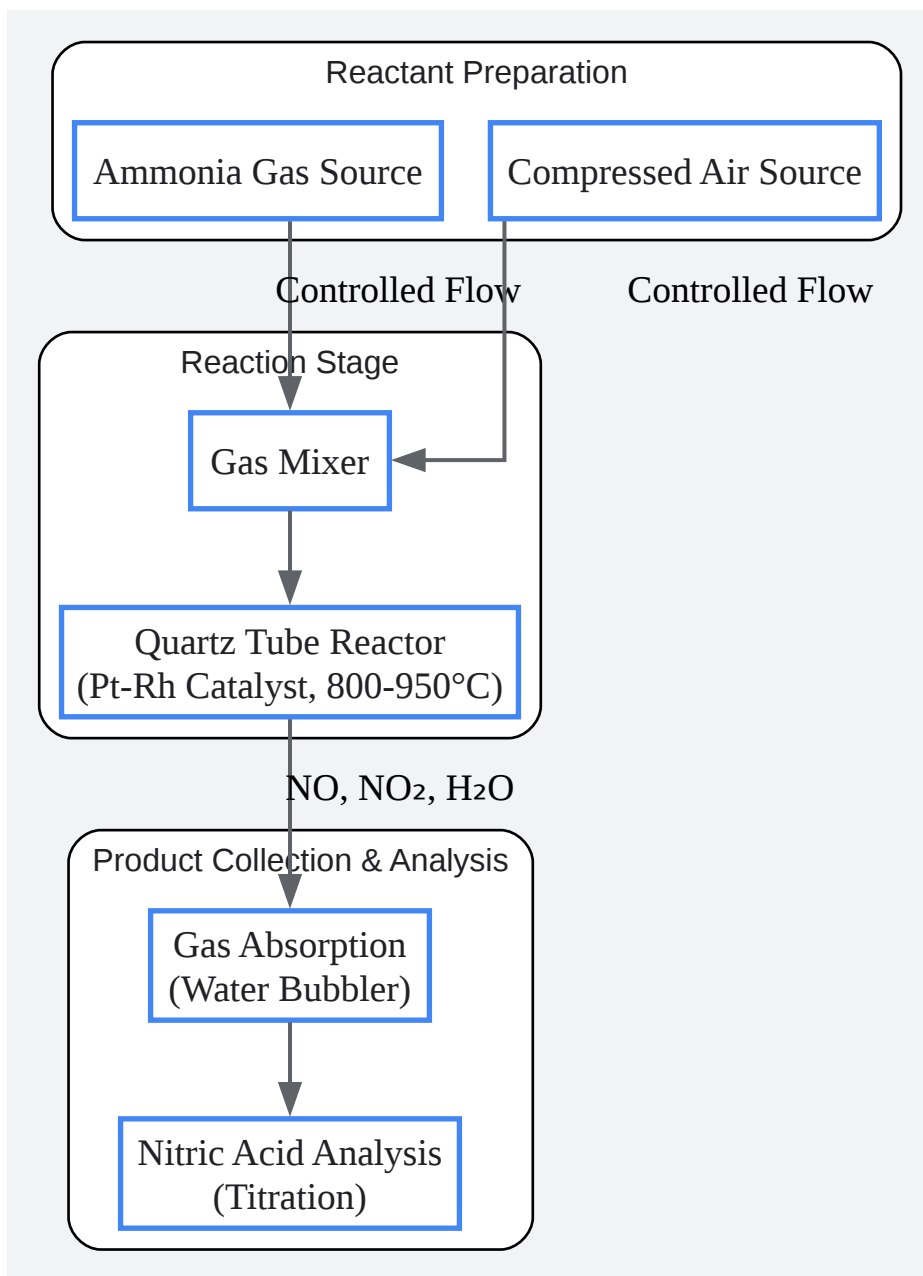 Reactant Preparation
Ammonia Gas Source
Compressed Air Source
Controlled Flow
Controlled Flow
Reaction Stage
Gas Mixer
Quartz Tube Reactor
(Pt-Rh Catalyst, 800-950°C)
NO, NO₂, H₂O
Product Collection & Analysis
Gas Absorption
(Water Bubbler)
Nitric Acid Analysis
(Titration)